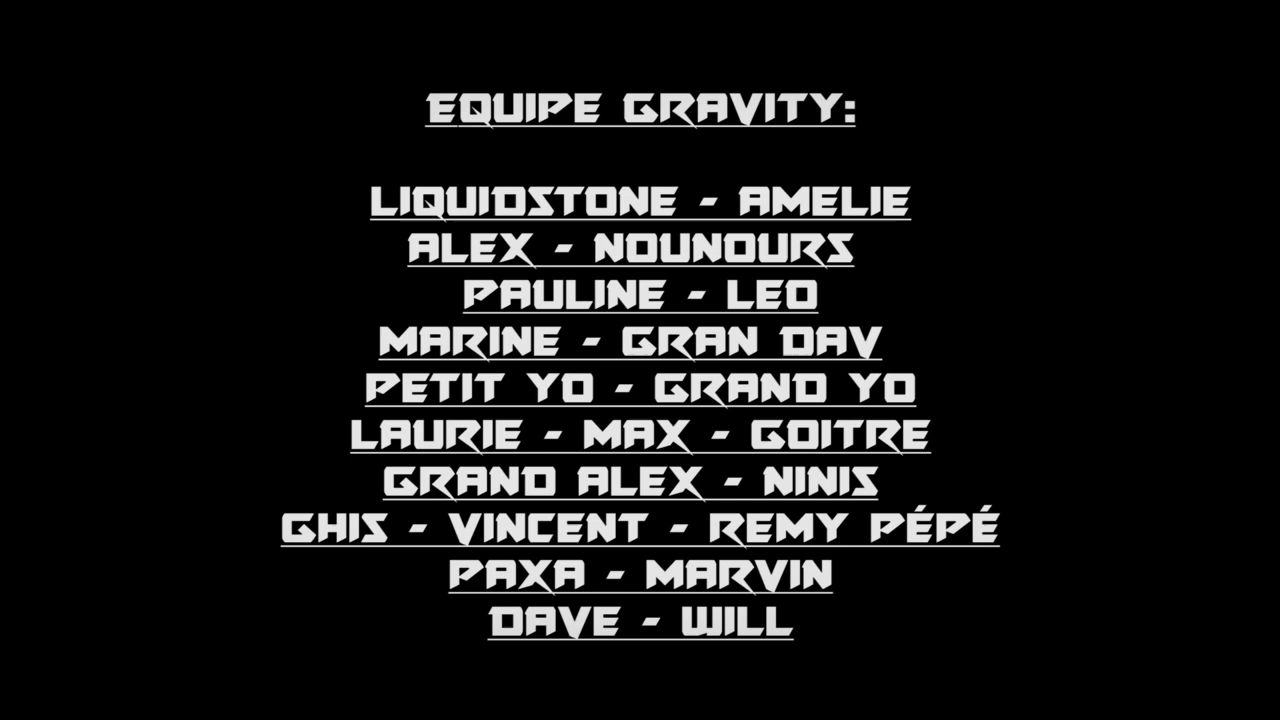 EQUIPE GRAVITY:
LIQUIDSTONE - AMELIE
ALEX - NOUNOURS
PAULINE - LEO
MARINE - GRAN DAV
PETIT YO - GRAND YO
LAURIE - MAX - GOITRE
GRAND ALEX - NINIS
GHIS - VINCENT - REMY PÉPÉ
PAXA - MARVIN
DAVE - WILL